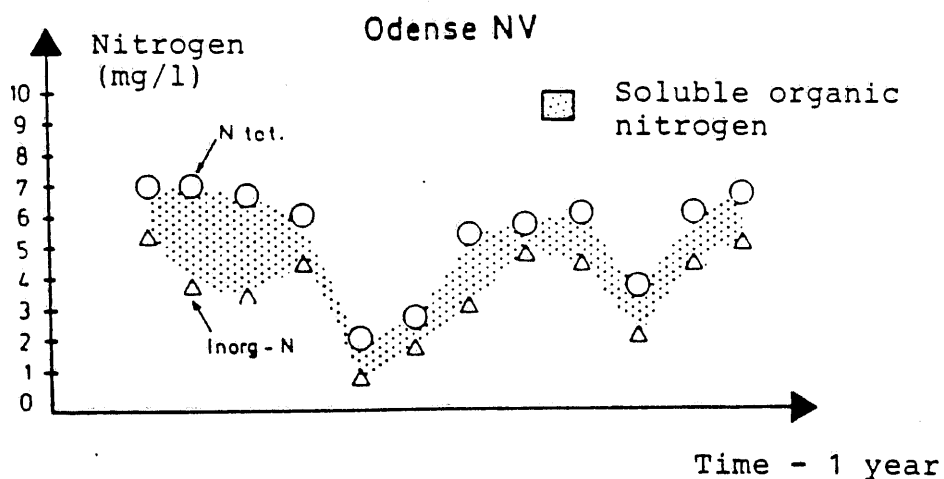 Odense NV
Nitrogen
(mg/l)
Soluble organic
nitrogen
10
9
8
7
6
5
4
3
2
1
0
N tot.
Inorg-N
Time - 1 year